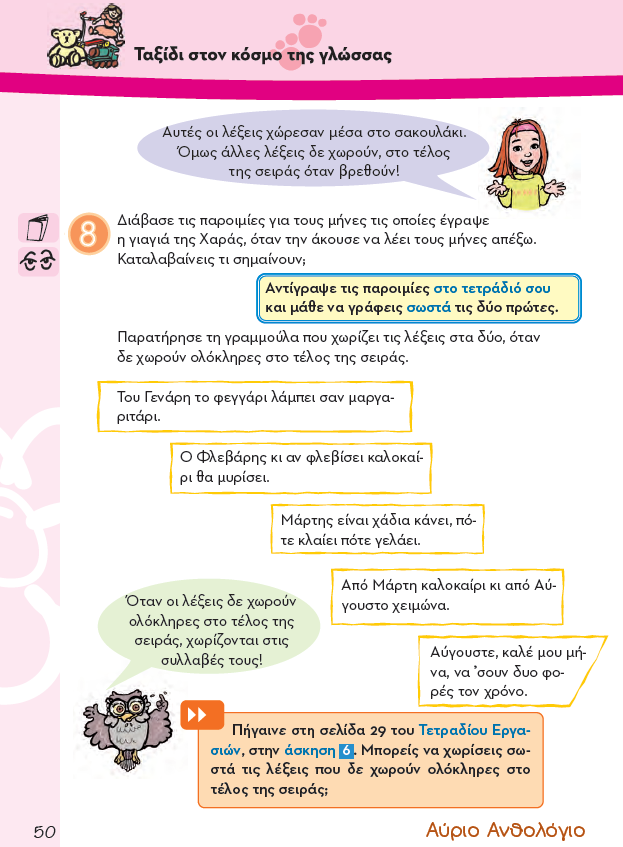 Ταξίδι στον κόσμο της γλώσσας
Αυτές οι λέξεις χώρεσαν μέσα στο σακουλάκι.
Όμως άλλες λέξεις δε χωρούν, στο τέλος
της σειράς όταν βρεθούν!
8
Διάβασε τις παροιμίες για τους μήνες τις οποίες έγραψε
η γιαγιά της Χαράς, όταν την άκουσε να λέει τους μήνες απέξω.
Καταλαβαίνεις τι σημαίνουν;
Αντίγραψε τις παροιμίες στο τετράδιό σου
και μάθε να γράφεις σωστά τις δύο πρώτες.
Παρατήρησε τη γραμμούλα που χωρίζει τις λέξεις στα δύο, όταν
δε χωρούν ολόκληρες στο τέλος της σειράς.
Του Γενάρη το φεγγάρι λάμπει σαν μαργα-
ριτάρι.
Ο Φλεβάρης κι αν φλεβίσει καλοκαί-
ρι θα μυρίσει.
Μάρτης είναι χάδια κάνει, πό-
τε κλαίει πότε γελάει.
Από Μάρτη καλοκαίρι κι από Αύ-
γουστο χειμώνα.
Όταν οι λέξεις δε χωρούν
ολόκληρες στο τέλος της
σειράς, χωρίζονται στις
συλλαβές τους!
Αύγουστε, καλέ μου μή-
να, να 'σουν δυο φο-
ρές τον χρόνο.
Πήγαινε στη σελίδα 29 του Τετραδίου Εργα-
σιών, στην άσκηση 6. Μπορείς να χωρίσεις σω-
στά τις λέξεις που δε χωρούν ολόκληρες στο
τέλος της σειράς;
50
Αύριο Ανθολόγιο